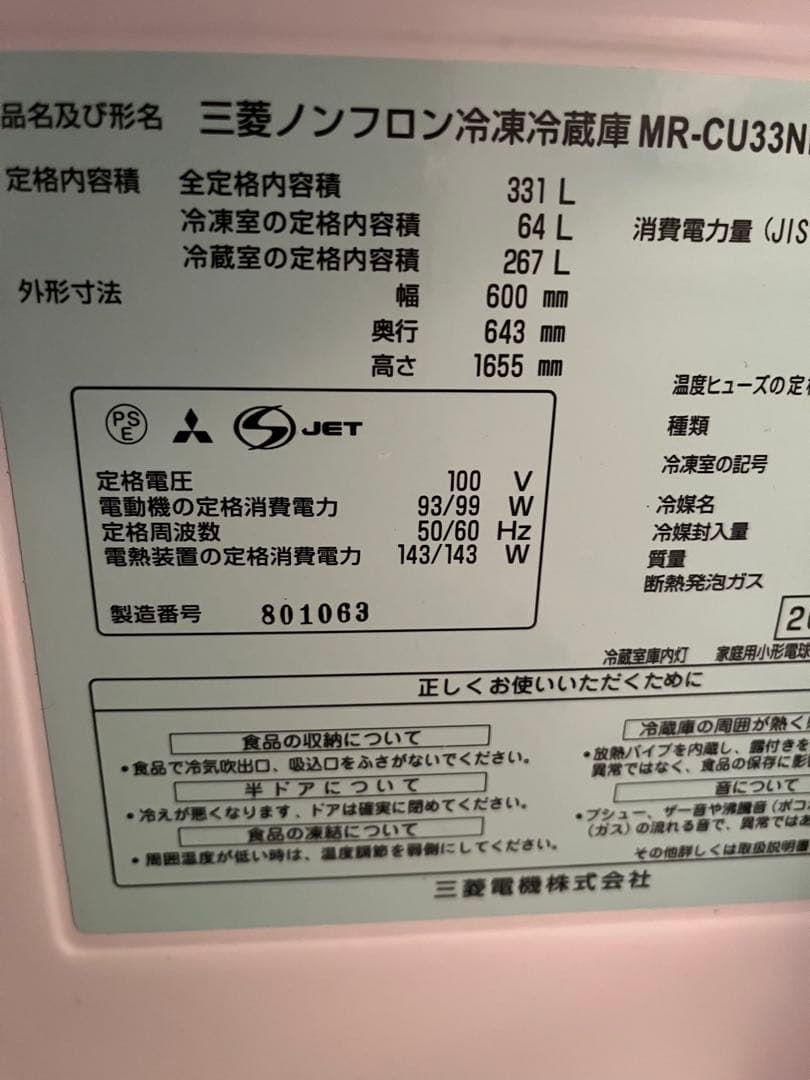 品名及び形名 三菱ノンフロン冷凍冷蔵庫 MR-CU33N
定格内容積 全定格内容積 331 L
冷凍室の定格内容積 64 L 消費電力量(JIS
冷蔵室の定格内容積 267 L
外形寸法 幅 600 mm
奥行 643 mm
高さ 1655 mm
温度ヒューズの定格
種類
冷凍室の記号
冷媒名
冷媒封入量
質量
断熱発泡ガス
PS
E
JET
定格電圧 100 V
電動機の定格消費電力 93/99 W
定格周波数 50/60 Hz
電熱装置の定格消費電力 143/143 W
製造番号 801063
冷蔵室庫内灯 家庭用小形電球
正しくお使いいただくために
食品の収納について
・食品で冷気吹出口、吸込口をふさがないでください。
半ドアについて
・冷えが悪くなります、ドアは確実に閉めてください。
食品の凍結について
・周囲温度が低い時は、温度調節を弱側にしてください。
冷蔵庫の周囲が熱く
・放熱パイプを内蔵し、露付きを
異常ではなく、食品の保存に影
音について
・プシュー、ザー音や沸騰音(ポコ
(ガス)の流れる音で、異常では
その他詳しくは取扱説明書
三菱電機株式会社